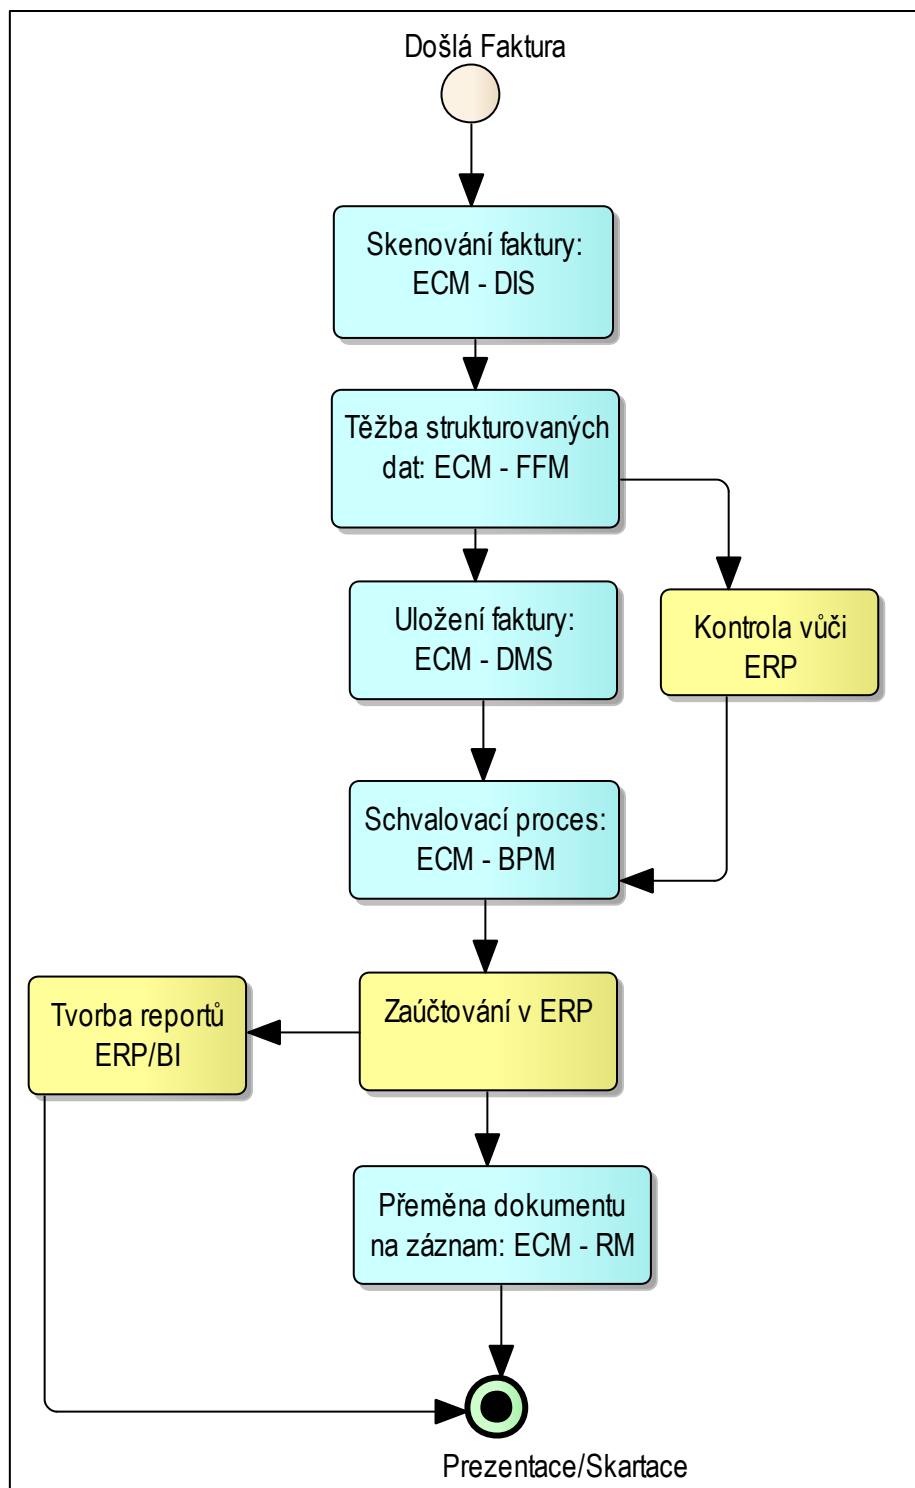 Došlá Faktura
Skenování faktury:
ECM - DIS
Těžba strukturovaných
dat: ECM - FFM
Uložení faktury:
ECM - DMS
Kontrola vůči
ERP
Schvalovací proces:
ECM - BPM
Tvorba reportů
ERP/BI
Zaúčtování v ERP
Přeměna dokumentu
na záznam: ECM - RM
Prezentace/Skartace